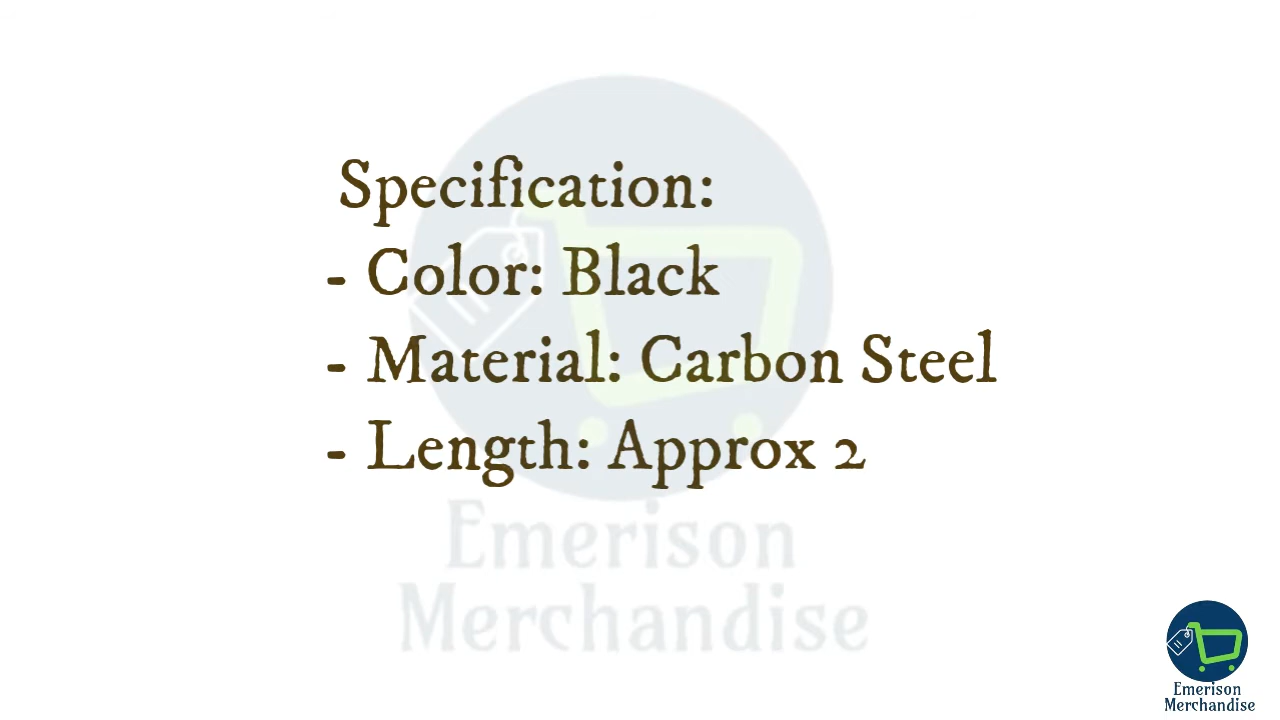 Specification:
- Color: Black
- Material: Carbon Steel
- Length: Approx 2
Emerison
Merchandise
Emerison
Merchandise